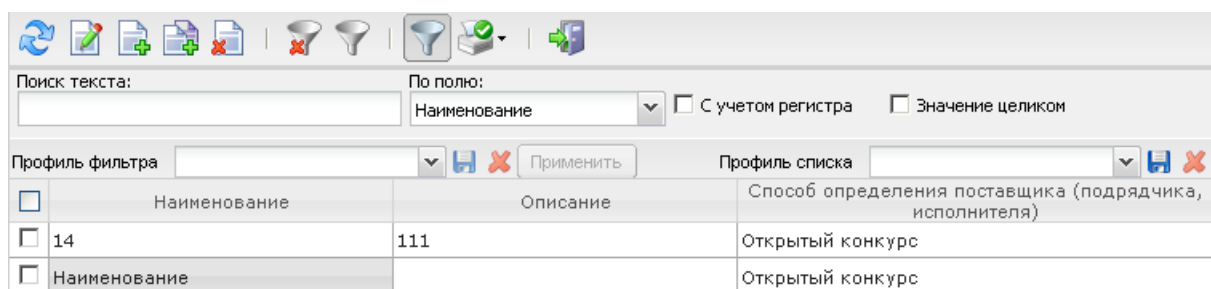 Поиск текста: По полю:
Наименование С учетом регистра Значение целиком
Профиль фильтра Применить Профиль списка
Наименование Описание Способ определения поставщика (подрядчика,
исполнителя)
14 111 Открытый конкурс
Наименование Открытый конкурс